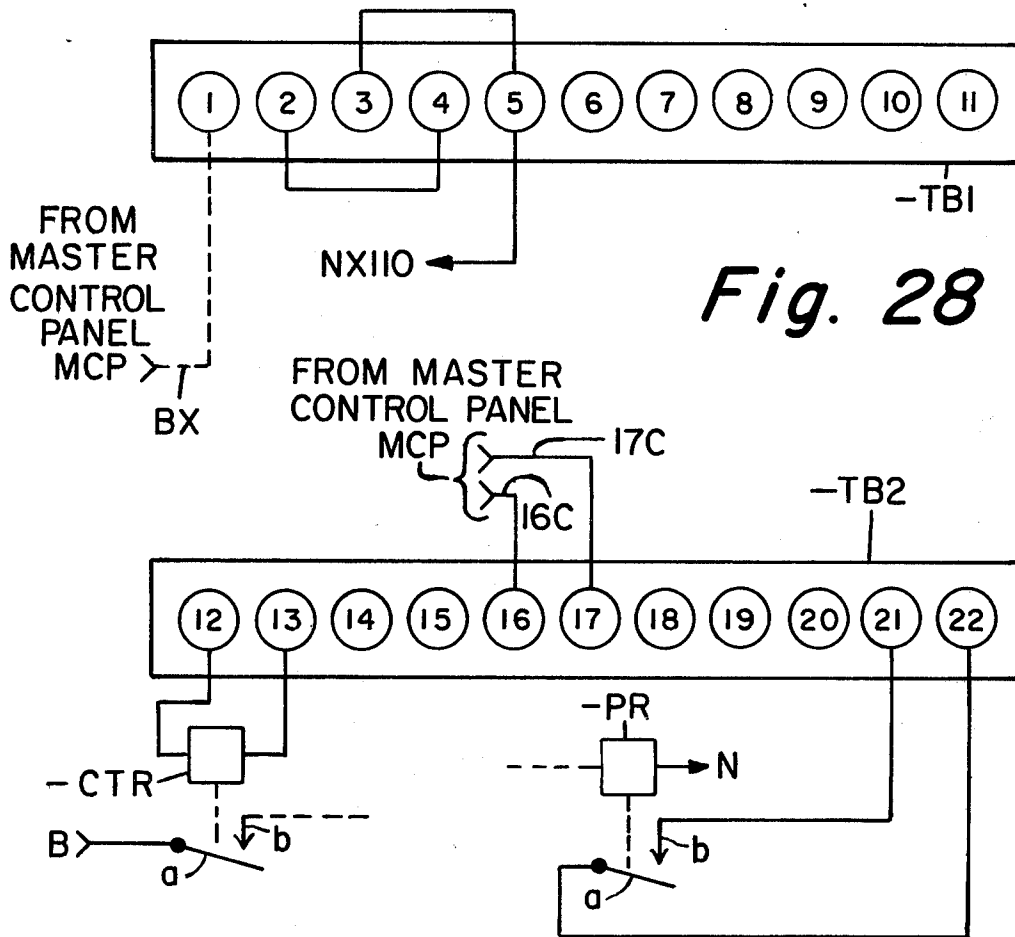 1 2 3 4 5 6 7 8 9 10 11
-TB1
FROM
MASTER
CONTROL
PANEL
MCP
BX
NX110
Fig. 28
FROM MASTER
CONTROL PANEL
MCP
17C
16C
-TB2
12 13 14 15 16 17 18 19 20 21 22
-CTR
B
a
b
-PR
N
b
a